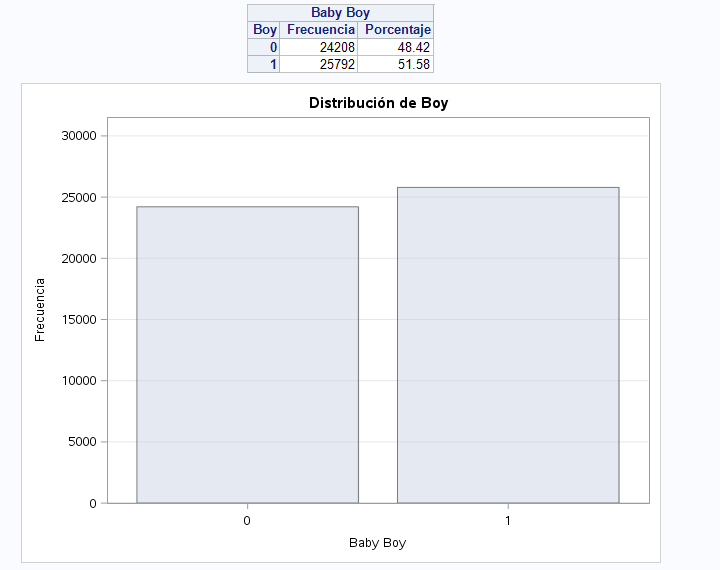 Baby Boy
Boy Frecuencia Porcentaje
0 24208 48.42
1 25792 51.58
Distribución de Boy
30000
25000
20000
15000
10000
5000
0
Frecuencia
0 1
Baby Boy